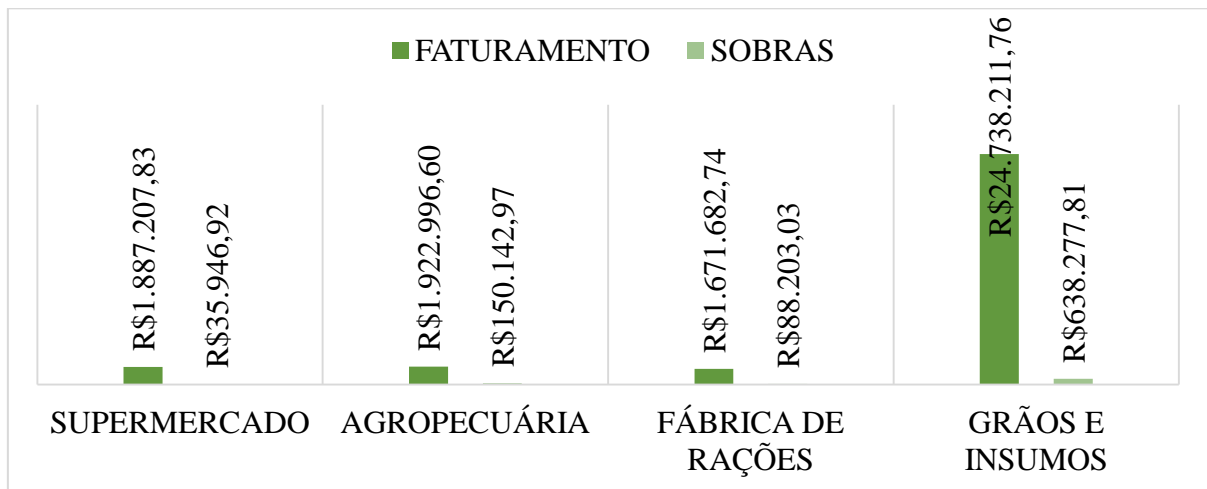 FATURAMENTO
SOBRAS
R$1.887.207,83
R$35.946,92
R$1.922.996,60
R$150.142,97
R$1.671.682,74
R$88.203,03
R$24.738.211,76
R$638.277,81
SUPERMERCADO
AGROPECUÁRIA
FÁBRICA DE
RAÇÕES
GRÃOS E
INSUMOS